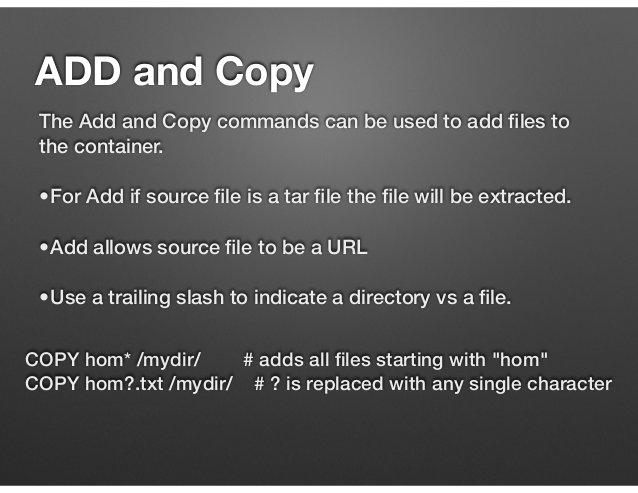 ADD and Copy
The Add and Copy commands can be used to add files to
the container.
•For Add if source file is a tar file the file will be extracted.
•Add allows source file to be a URL
•Use a trailing slash to indicate a directory vs a file.
COPY hom* /mydir/ # adds all files starting with "hom"
COPY hom?.txt /mydir/ # ? is replaced with any single character